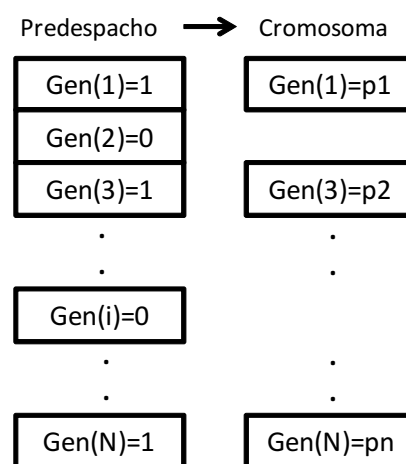 Predespacho → Cromosoma
Gen(1)=1 Gen(1)=p1
Gen(2)=0
Gen(3)=1 Gen(3)=p2
. .
. .
Gen(i)=0
. .
. .
Gen(N)=1 Gen(N)=pn